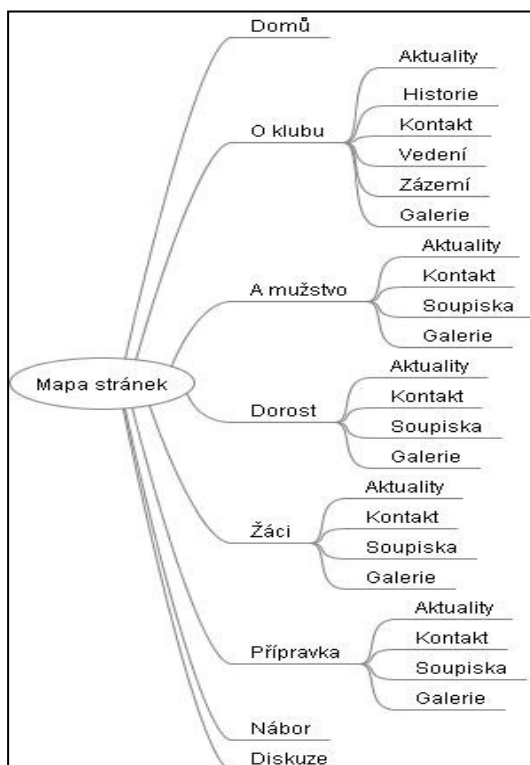 Domů
O klubu
Aktuality
Historie
Kontakt
Vedení
Zázemí
Galerie
A mužstvo
Aktuality
Kontakt
Soupiska
Galerie
Mapa stránek
Dorost
Aktuality
Kontakt
Soupiska
Galerie
Žáci
Aktuality
Kontakt
Soupiska
Galerie
Přípravka
Aktuality
Kontakt
Soupiska
Galerie
Nábor
Diskuze